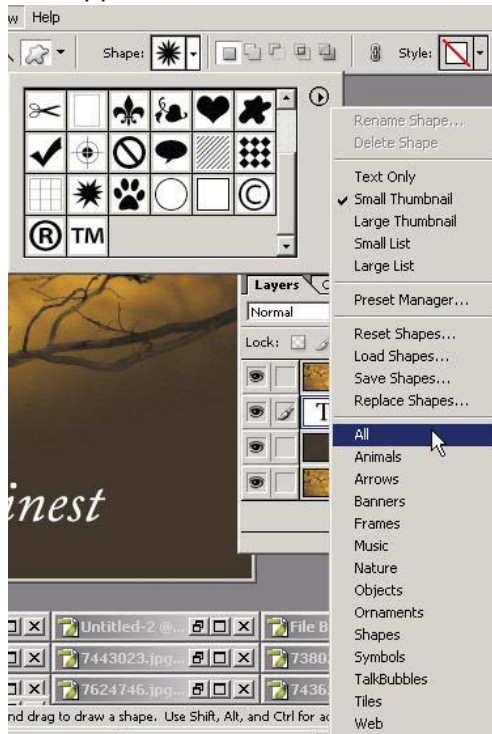 w Help
Shape: Style:
© 
® TM
Rename Shape...
Delete Shape
Text Only
Small Thumbnail
Large Thumbnail
Small List
Large List
Preset Manager...
Reset Shapes...
Load Shapes...
Save Shapes...
Replace Shapes...
All
Animals
Arrows
Banners
Frames
Music
Nature
Objects
Ornaments
Shapes
Symbols
TalkBubbles
Tiles
Web
Layers
Normal
Lock:
T
inest
Untitled-2 @... File B
7443023.jpg... 7380
7624746.jpg... 7436
nd drag to draw a shape. Use Shift, Alt, and Ctrl for ad